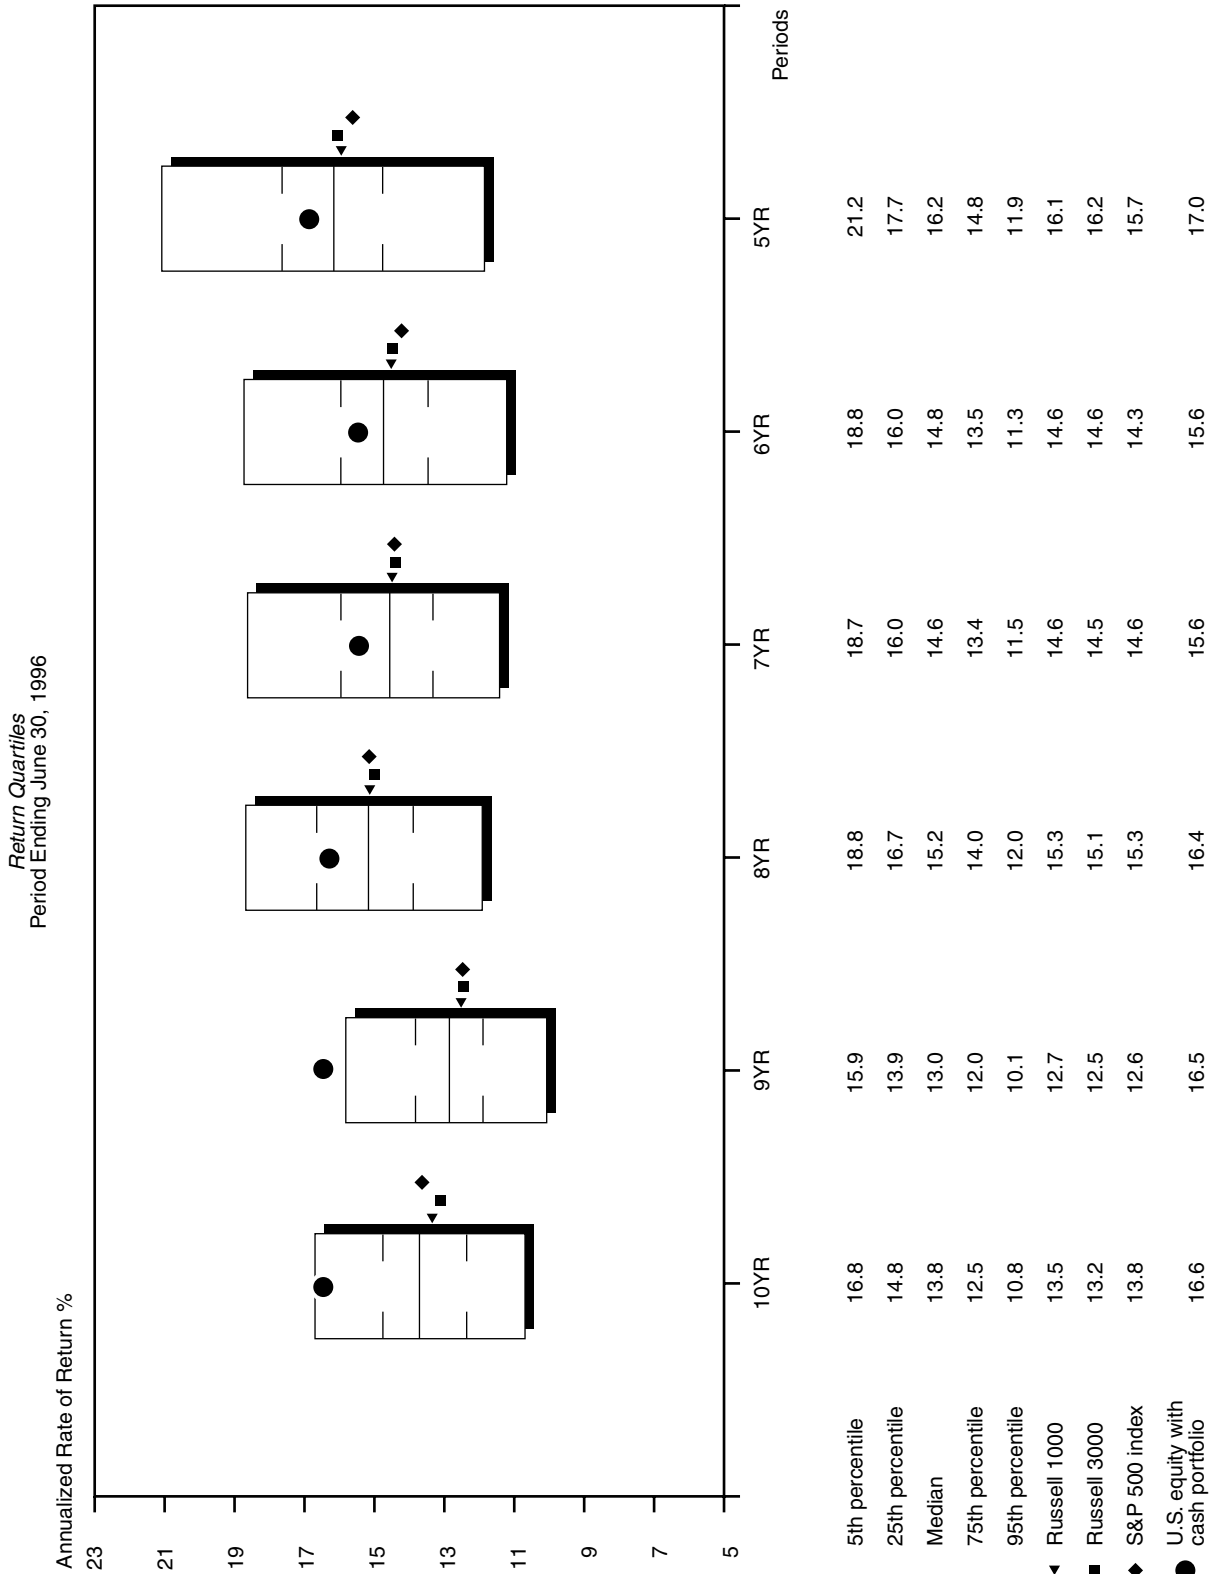 Return Quartiles
Period Ending June 30, 1996
Annualized Rate of Return %
23
21
19
17
15
13
11
9
7
5
10YR 9YR 8YR 7YR 6YR 5YR
Periods
5th percentile 16.8 15.9 18.8 18.7 18.8 21.2
25th percentile 14.8 13.9 16.7 16.0 16.0 17.7
Median 13.8 13.0 15.2 14.6 14.8 16.2
75th percentile 12.5 12.0 14.0 13.4 13.5 14.8
95th percentile 10.8 10.1 12.0 11.5 11.3 11.9
Russell 1000 13.5 12.7 15.3 14.6 14.6 16.1
Russell 3000 13.2 12.5 15.1 14.5 14.6 16.2
S&P 500 index 13.8 12.6 15.3 14.6 14.3 15.7
U.S. equity with
cash portfolio 16.6 16.5 16.4 15.6 15.6 17.0